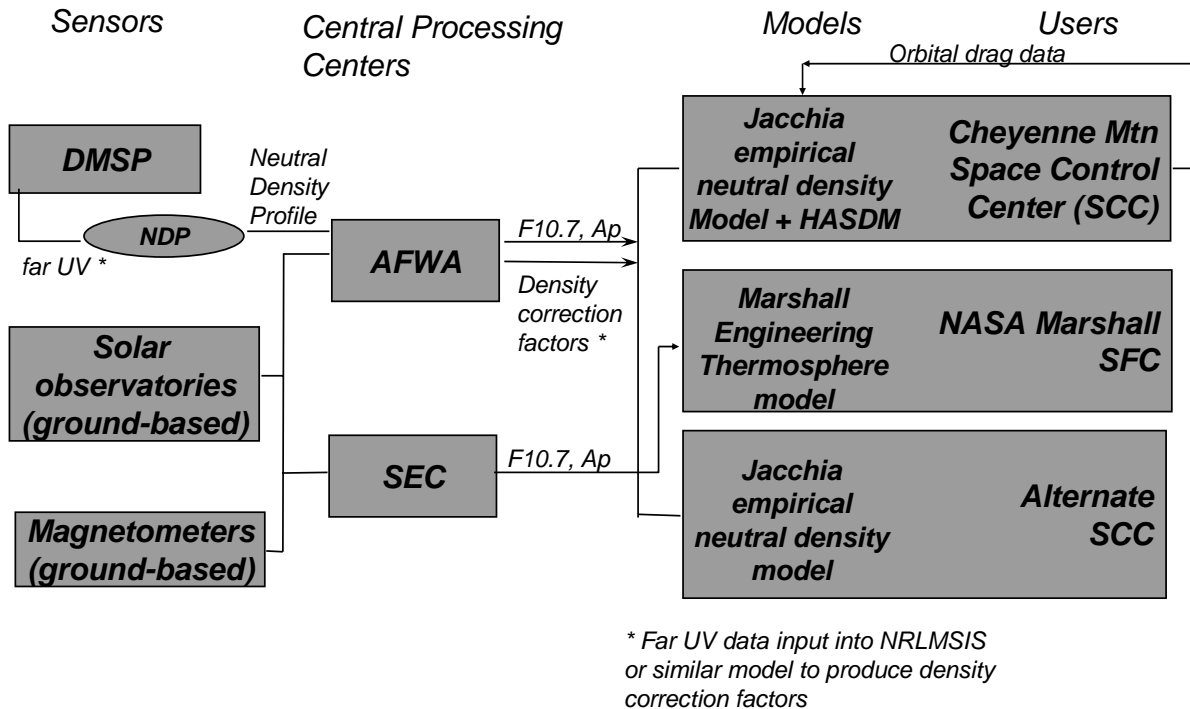 Sensors
Central Processing
Centers
Models
Users
Orbital drag data
DMSP
far UV *
NDP
Neutral
Density
Profile
Solar
observatories
(ground-based)
Magnetometers
(ground-based)
AFWA
F10.7, Ap
Density
correction
factors *
SEC
F10.7, Ap
Jacchia
empirical
neutral density
Model + HASDM
Cheyenne Mtn
Space Control
Center (SCC)
Marshall
Engineering
Thermosphere
model
NASA Marshall
SFC
Jacchia
empirical
neutral density
model
Alternate
SCC
* Far UV data input into NRLMSIS
or similar model to produce density
correction factors